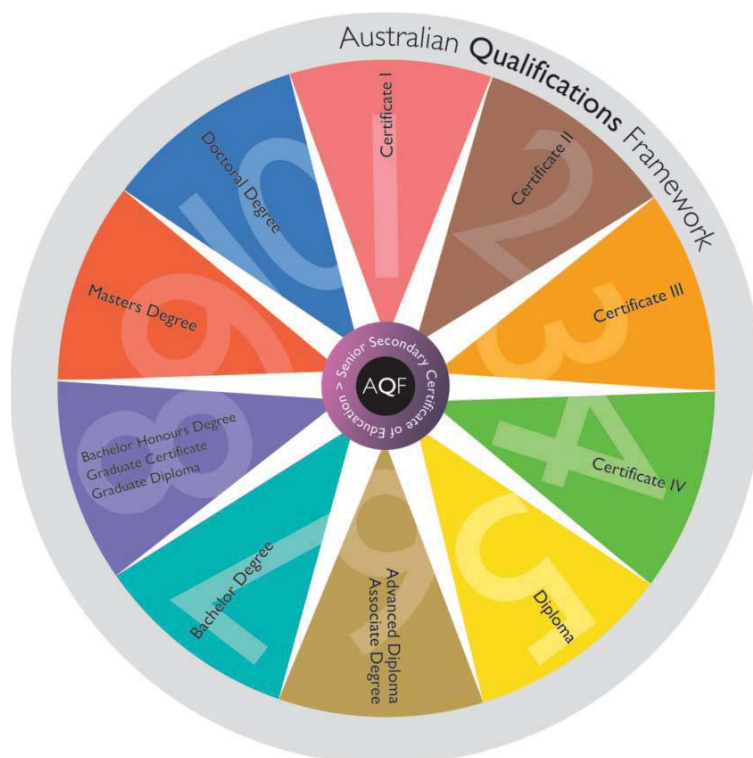 Australian Qualifications Framework
Certificate I
1
Certificate II
2
Certificate III
3
Certificate IV
4
Diploma
5
Advanced Diploma
Associate Degree
6
Bachelor Degree
7
Bachelor Honours Degree
Graduate Certificate
Graduate Diploma
8
Masters Degree
9
Doctoral Degree
10
Senior Secondary Certificate of Education >
AQF